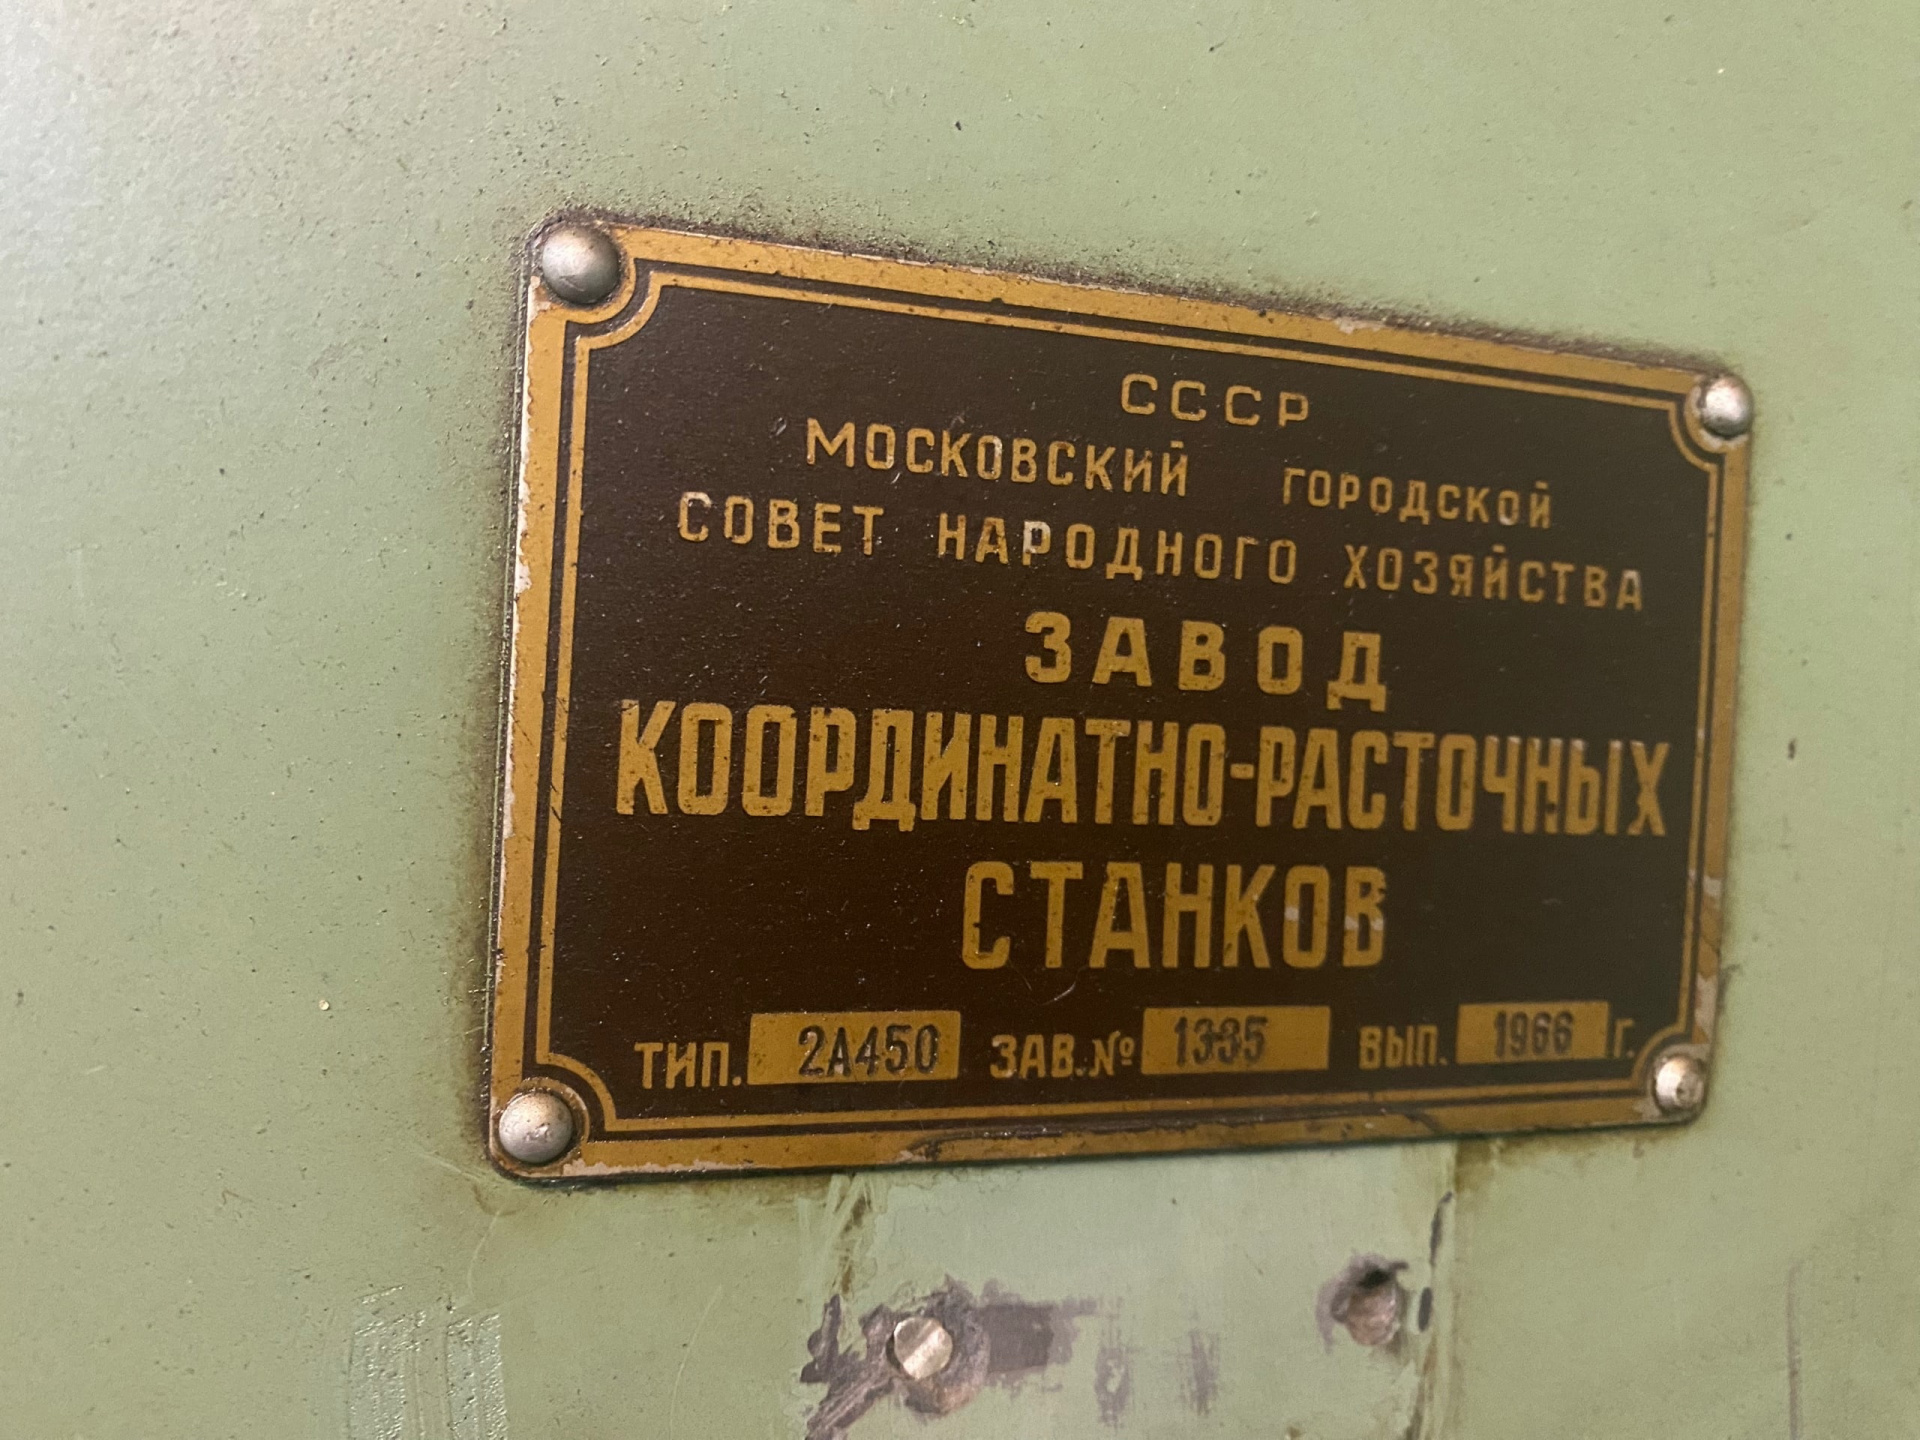 СССР
МОСКОВСКИЙ ГОРОДСКОЙ
СОВЕТ НАРОДНОГО ХОЗЯЙСТВА
ЗАВОД
КООРДИНАТНО-РАСТОЧНЫХ
СТАНКОВ
ТИП. 2А450 ЗАВ.№ 1335 ВЫП. 1966 Г.